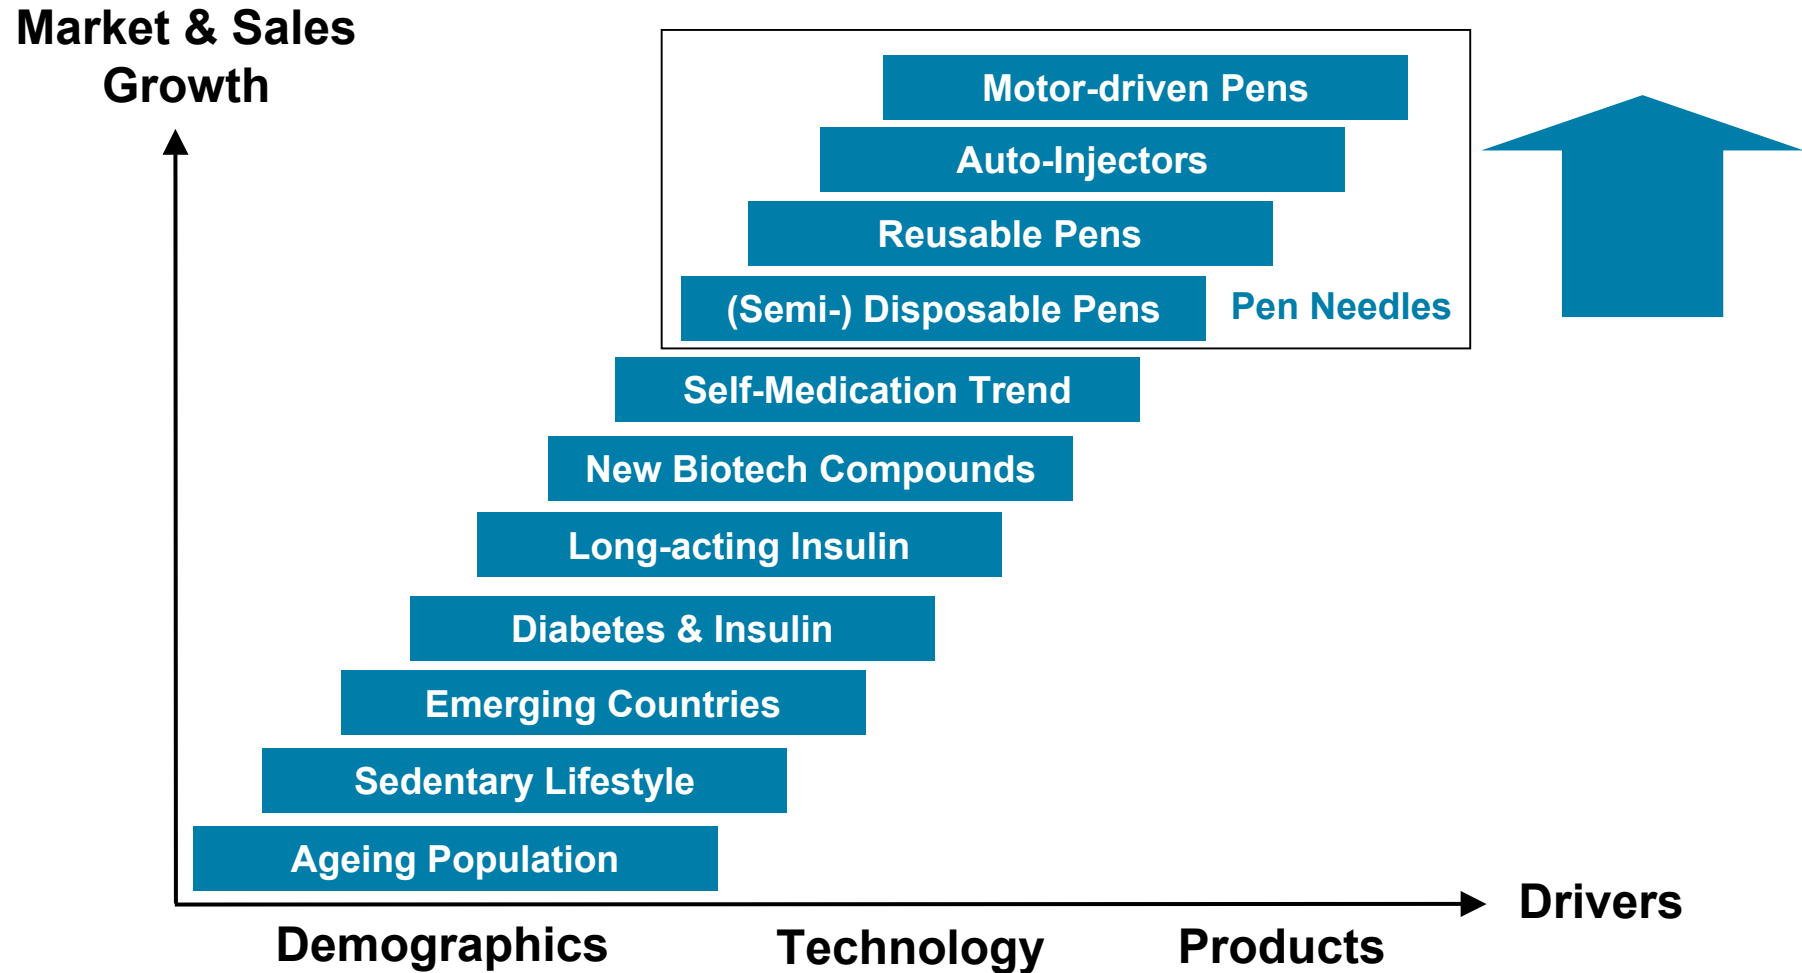 Market & Sales
Growth
Motor-driven Pens
Auto-Injectors
Reusable Pens
(Semi-) Disposable Pens
Pen Needles
Self-Medication Trend
New Biotech Compounds
Long-acting Insulin
Diabetes & Insulin
Emerging Countries
Sedentary Lifestyle
Ageing Population
Drivers
Demographics
Technology
Products